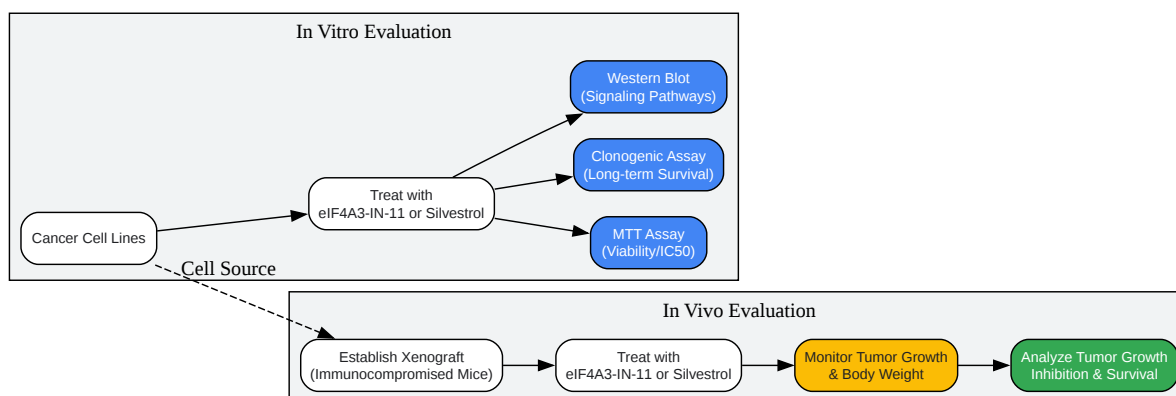 In Vitro Evaluation
Western Blot
(Signaling Pathways)
Clonogenic Assay
(Long-term Survival)
Treat with
eIF4A3-IN-11 or Silvestrol
MTT Assay
(Viability/IC50)
Cancer Cell Lines
Cell Source
In Vivo Evaluation
Establish Xenograft
(Immunocompromised Mice)
Treat with
eIF4A3-IN-11 or Silvestrol
Monitor Tumor Growth
& Body Weight
Analyze Tumor Growth
Inhibition & Survival